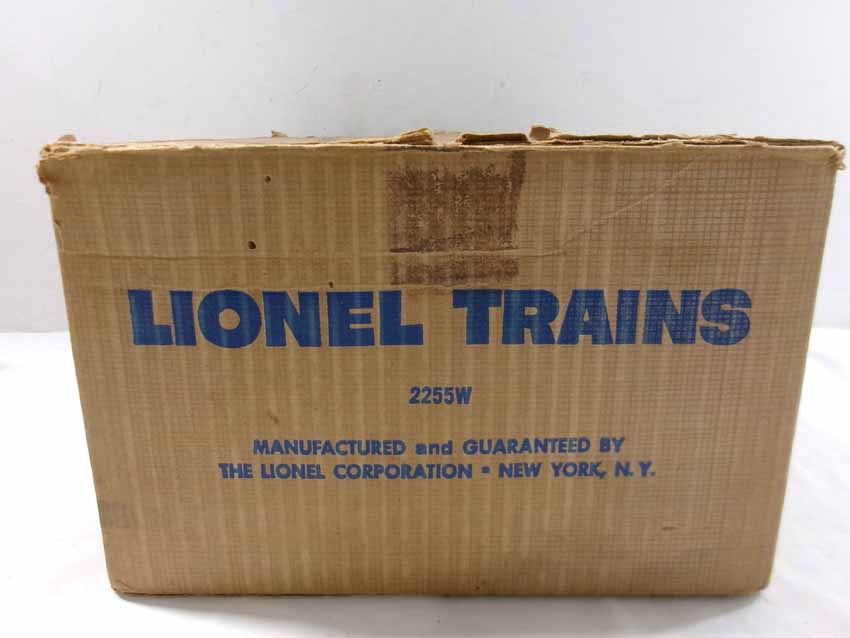 LIONEL TRAINS
2255W
MANUFACTURED and GUARANTEED BY
THE LIONEL CORPORATION • NEW YORK, N. Y.